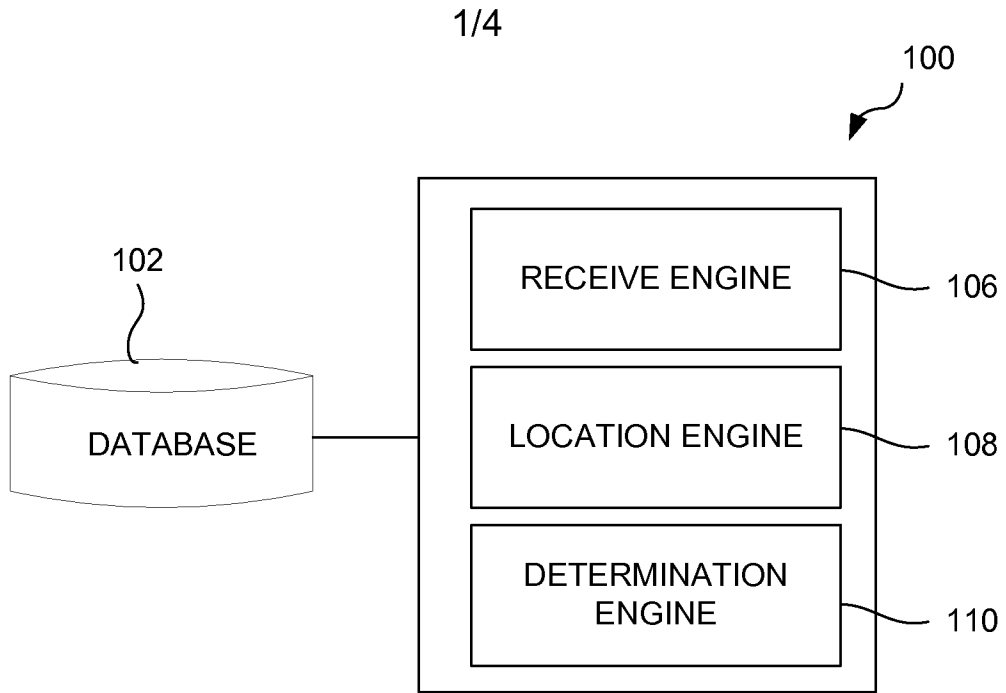 1/4
100
102
RECEIVE ENGINE
106
DATABASE
LOCATION ENGINE
108
DETERMINATION
ENGINE
110